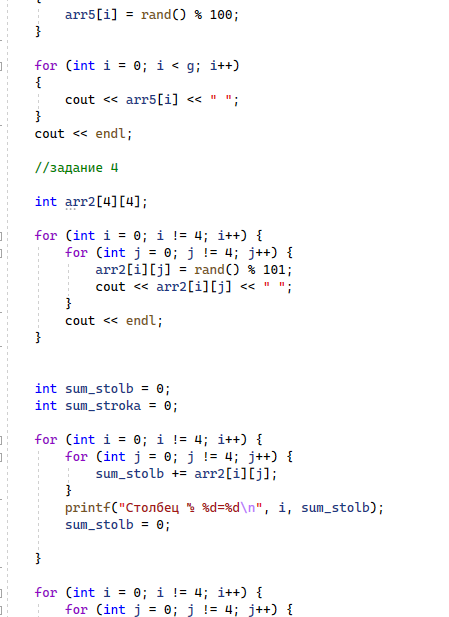 {
arr5[i] = rand() % 100;
}
for (int i = 0; i < g; i++)
{
cout << arr5[i] << " ";
}
cout << endl;
//задание 4
int arr2[4][4];
for (int i = 0; i != 4; i++) {
for (int j = 0; j != 4; j++) {
arr2[i][j] = rand() % 101;
cout << arr2[i][j] << " ";
}
cout << endl;
}
int sum_stolb = 0;
int sum_stroka = 0;
for (int i = 0; i != 4; i++) {
for (int j = 0; j != 4; j++) {
sum_stolb += arr2[i][j];
}
printf("Столбец № %d=%d\n", i, sum_stolb);
sum_stolb = 0;
}
for (int i = 0; i != 4; i++) {
for (int j = 0; j != 4; j++) {